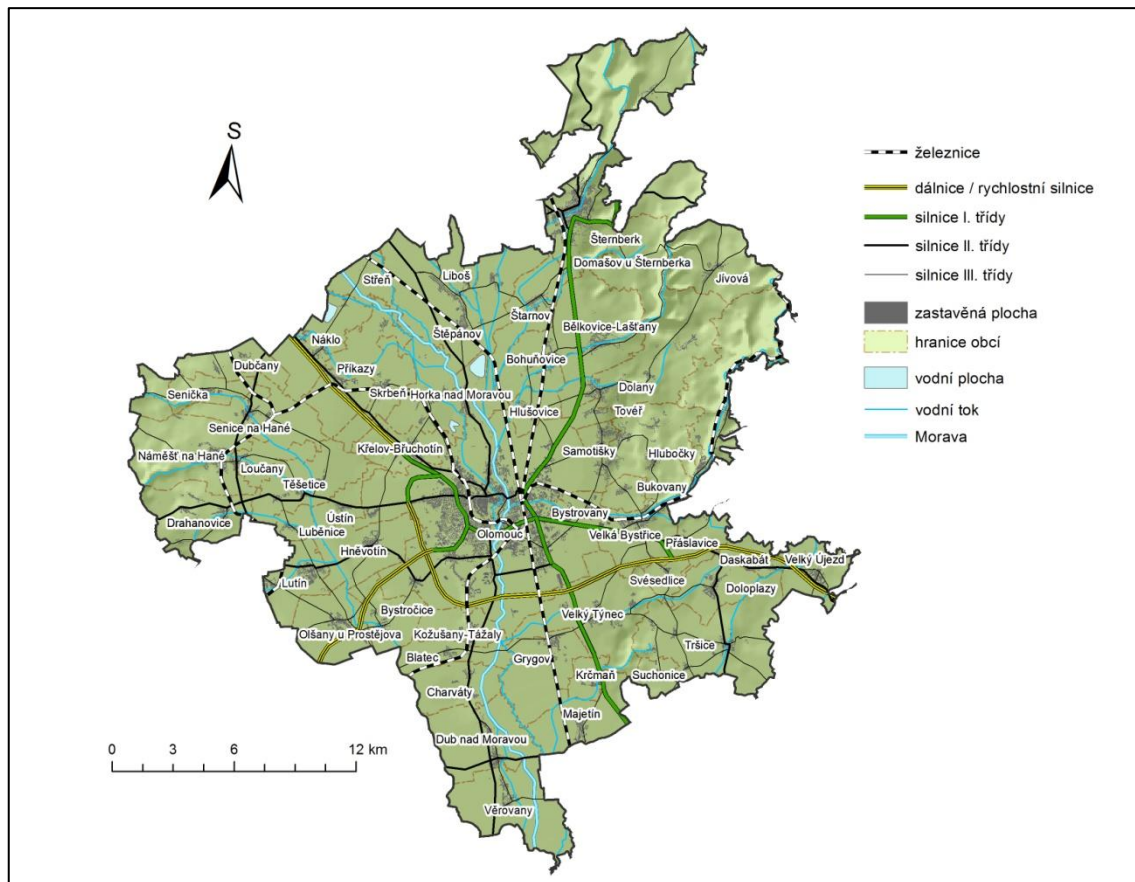 S
železnice
dálnice / rychlostní silnice
silnice I. třídy
silnice II. třídy
silnice III. třídy
zastavěná plocha
hranice obcí
vodní plocha
vodní tok
Morava
Šternberk
Domašov u Šternberka
Jívová
Střeň
Liboš
Štarnov
Štěpánov
Bělkovice-Lašťany
Náklo
Bohuňovice
Dubčany
Příkazy
Skrbeň
Horka nad Moravou
Dolany
Senička
Hlušovice
Tovéř
Senice na Hané
Křelov-Břuchotín
Samotišky
Hlubočky
Náměšť na Hané
Loučany
Těšetice
Bukovany
Drahanovice
Ústín
Luběnice
Bystrovany
Olomouc
Velká Bystřice
Hněvotín
Přáslavice
Daskabát
Velký Újezd
Lutín
Svésedlice
Doloplazy
Bystročice
Velký Týnec
Olšany u Prostějova
Kožušany-Tážaly
Blatec
Grygov
Tršice
Krčmaň
Suchonice
Charváty
Majetín
Dub nad Moravou
Věrovany
0 3 6 12 km